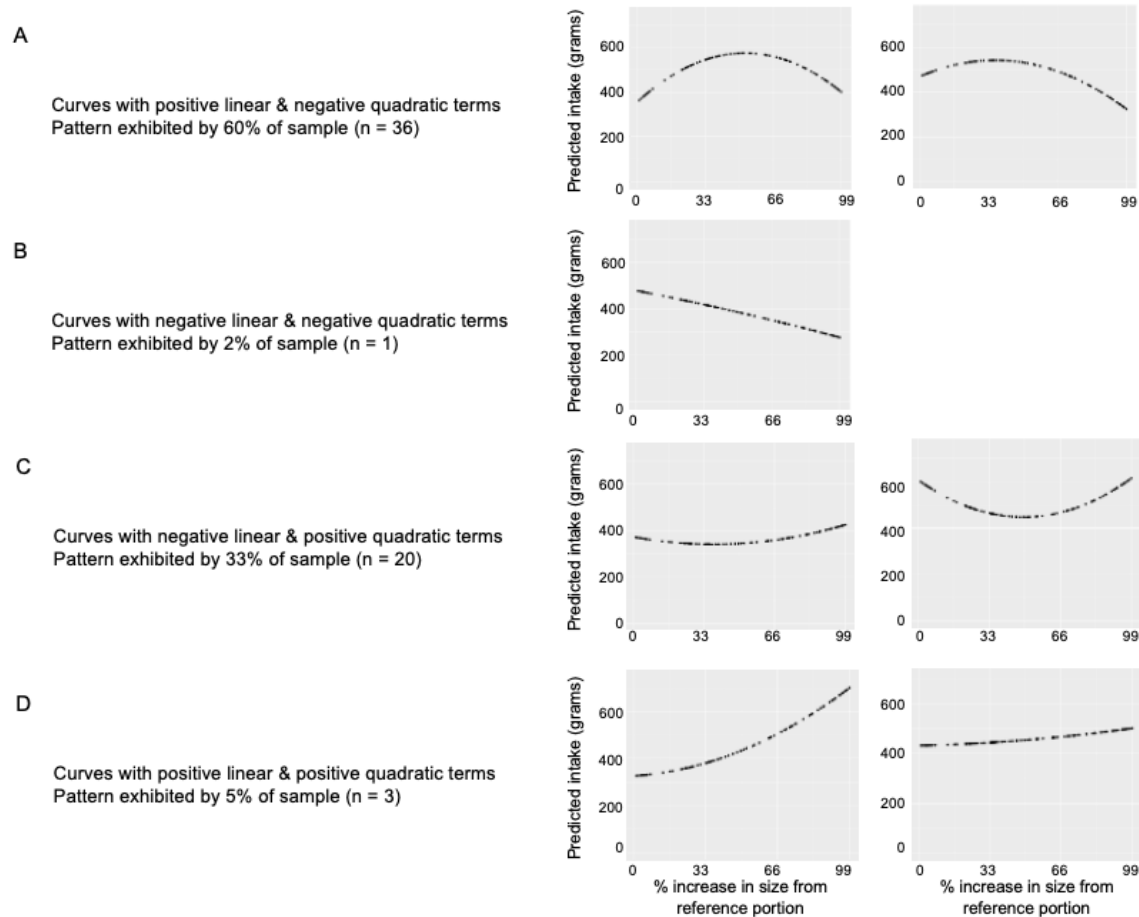 A
Curves with positive linear & negative quadratic terms
Pattern exhibited by 60% of sample (n = 36)
Predicted intake (grams)
600
400
200
0
0 33 66 99
600
400
200
0
0 33 66 99
B
Curves with negative linear & negative quadratic terms
Pattern exhibited by 2% of sample (n = 1)
Predicted intake (grams)
600
400
200
0
0 33 66 99
C
Curves with negative linear & positive quadratic terms
Pattern exhibited by 33% of sample (n = 20)
Predicted intake (grams)
600
400
200
0
0 33 66 99
600
400
200
0
0 33 66 99
D
Curves with positive linear & positive quadratic terms
Pattern exhibited by 5% of sample (n = 3)
Predicted intake (grams)
600
400
200
0
0 33 66 99
% increase in size from
reference portion
600
400
200
0
0 33 66 99
% increase in size from
reference portion